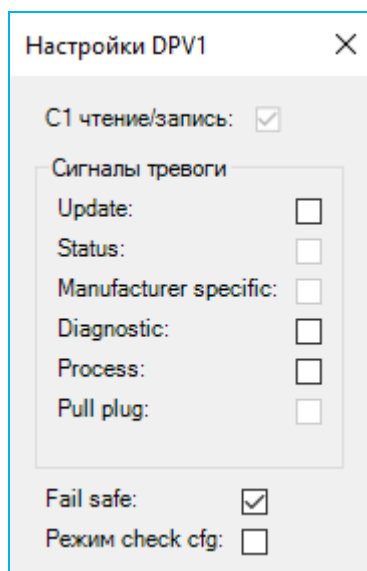 Настройки DPV1
C1 чтение/запись:
Сигналы тревоги
Update:
Status:
Manufacturer specific:
Diagnostic:
Process:
Pull plug:
Fail safe:
Режим check cfg: